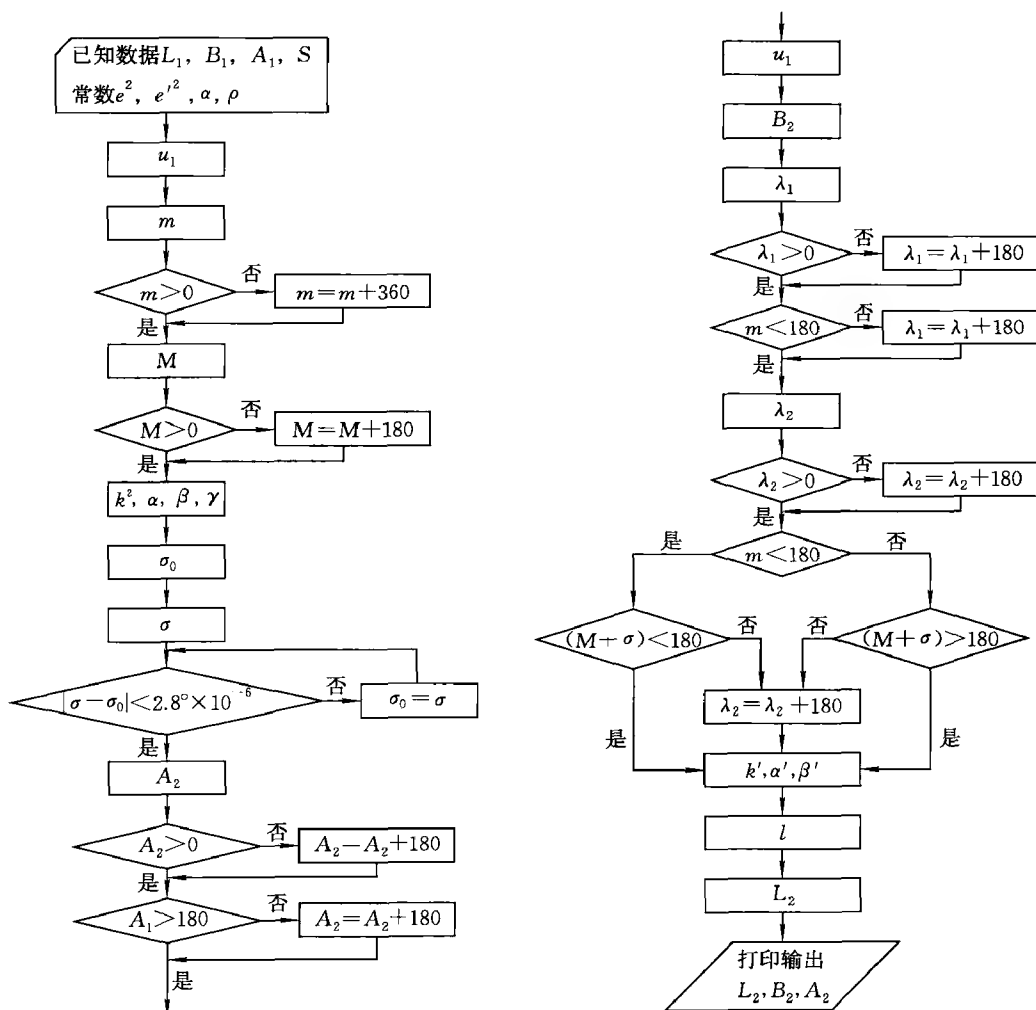 已知数据L₁, B₁, A₁, S
常数e², e′², α, ρ
u₁
m
m>0
否
m=m+360
是
M
M>0
否
M=M+180
是
k², α, β, γ
σ₀
σ
|σ−σ₀|<2.8°×10⁻⁶
否
σ₀=σ
是
A₂
A₂>0
否
A₂−A₂+180
是
A₁>180
否
A₂=A₂+180
是
u₁
B₂
λ₁
λ₁>0
否
λ₁=λ₁+180
是
m<180
否
λ₁=λ₁+180
是
λ₂
λ₂>0
否
λ₂=λ₂+180
是
是
m<180
否
(M+σ)<180
否
否
(M+σ)>180
λ₂=λ₂+180
是
是
k′,α′,β′
l
L₂
打印输出
L₂,B₂,A₂